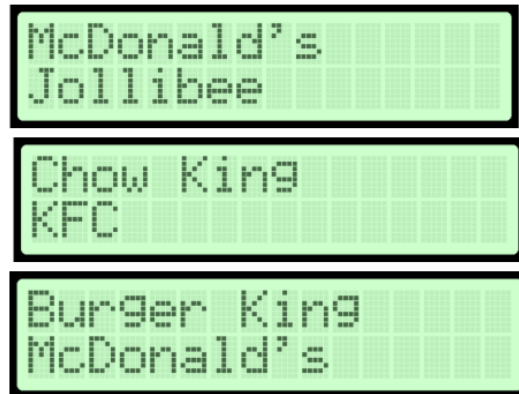 McDonald's
Jollibee
Chow King
KFC
Burger King
McDonald's